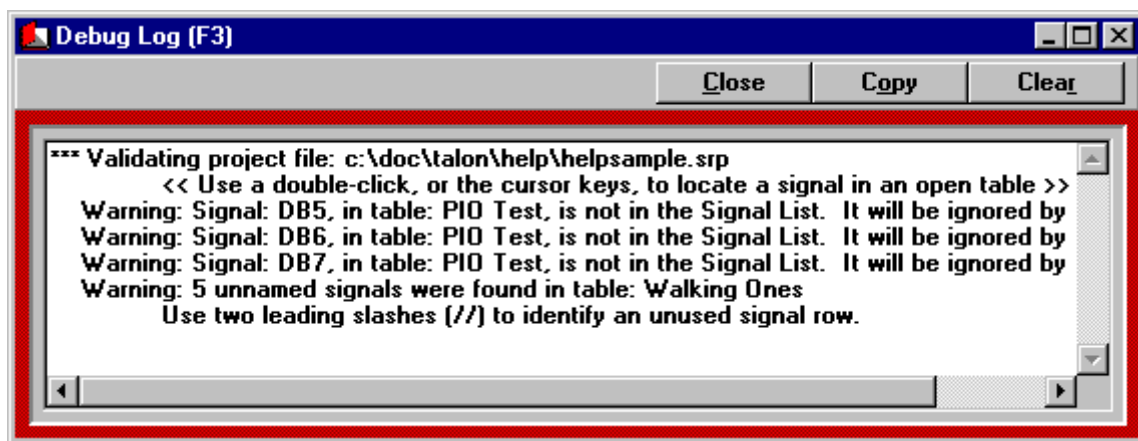 Debug Log (F3)
Close Copy Clear
*** Validating project file: c:\doc\talon\help\helpsample.srp
<< Use a double-click, or the cursor keys, to locate a signal in an open table >>
Warning: Signal: DB5, in table: PIO Test, is not in the Signal List.  It will be ignored by
Warning: Signal: DB6, in table: PIO Test, is not in the Signal List.  It will be ignored by
Warning: Signal: DB7, in table: PIO Test, is not in the Signal List.  It will be ignored by
Warning: 5 unnamed signals were found in table: Walking Ones
Use two leading slashes (//) to identify an unused signal row.